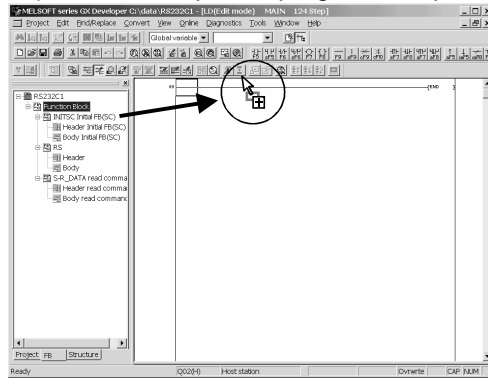 MELSOFT series GX Developer C:\data\RS232C1 - [LD(Edit mode) MAIN 124 Step]
Project Edit Find/Replace Convert View Online Diagnostics Tools Window Help
Global variable
RS232C1
Function Block
INITSC Initial FB(SC)
Header Initial FB(SC)
Body Initial FB(SC)
RS
Header
Body
S-R_DATA read comma
Header read comma
Body read command
END
Project FB Structure
Ready Q02(H) Host station Ovrwrte CAP NUM